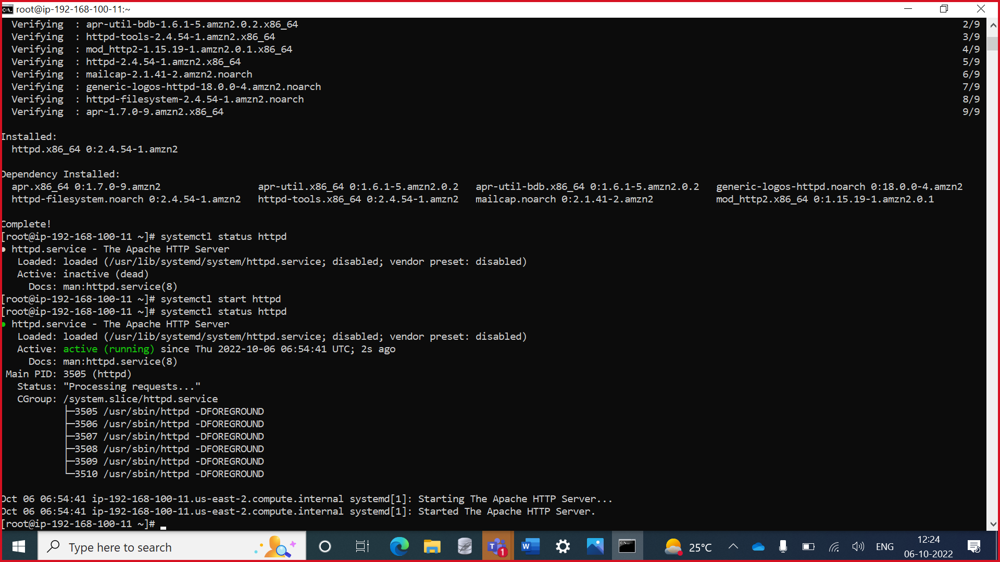 root@ip-192-168-100-11:~
Verifying  : apr-util-bdb-1.6.1-5.amzn2.0.2.x86_64 2/9
Verifying  : httpd-tools-2.4.54-1.amzn2.x86_64 3/9
Verifying  : mod_http2-1.15.19-1.amzn2.0.1.x86_64 4/9
Verifying  : httpd-2.4.54-1.amzn2.x86_64 5/9
Verifying  : mailcap-2.1.41-2.amzn2.noarch 6/9
Verifying  : generic-logos-httpd-18.0.0-4.amzn2.noarch 7/9
Verifying  : httpd-filesystem-2.4.54-1.amzn2.noarch 8/9
Verifying  : apr-1.7.0-9.amzn2.x86_64 9/9
Installed:
httpd.x86_64 0:2.4.54-1.amzn2
Dependency Installed:
apr.x86_64 0:1.7.0-9.amzn2 apr-util.x86_64 0:1.6.1-5.amzn2.0.2 apr-util-bdb.x86_64 0:1.6.1-5.amzn2.0.2 generic-logos-httpd.noarch 0:18.0.0-4.amzn2
httpd-filesystem.noarch 0:2.4.54-1.amzn2 httpd-tools.x86_64 0:2.4.54-1.amzn2 mailcap.noarch 0:2.1.41-2.amzn2 mod_http2.x86_64 0:1.15.19-1.amzn2.0.1
Complete!
[root@ip-192-168-100-11 ~]# systemctl status httpd
● httpd.service - The Apache HTTP Server
Loaded: loaded (/usr/lib/systemd/system/httpd.service; disabled; vendor preset: disabled)
Active: inactive (dead)
Docs: man:httpd.service(8)
[root@ip-192-168-100-11 ~]# systemctl start httpd
[root@ip-192-168-100-11 ~]# systemctl status httpd
● httpd.service - The Apache HTTP Server
Loaded: loaded (/usr/lib/systemd/system/httpd.service; disabled; vendor preset: disabled)
Active: active (running) since Thu 2022-10-06 06:54:41 UTC; 2s ago
Docs: man:httpd.service(8)
Main PID: 3505 (httpd)
Status: "Processing requests..."
CGroup: /system.slice/httpd.service
├─3505 /usr/sbin/httpd -DFOREGROUND
├─3506 /usr/sbin/httpd -DFOREGROUND
├─3507 /usr/sbin/httpd -DFOREGROUND
├─3508 /usr/sbin/httpd -DFOREGROUND
├─3509 /usr/sbin/httpd -DFOREGROUND
└─3510 /usr/sbin/httpd -DFOREGROUND
Oct 06 06:54:41 ip-192-168-100-11.us-east-2.compute.internal systemd[1]: Starting The Apache HTTP Server...
Oct 06 06:54:41 ip-192-168-100-11.us-east-2.compute.internal systemd[1]: Started The Apache HTTP Server.
[root@ip-192-168-100-11 ~]#
Type here to search
1
25°C
ENG
12:24
06-10-2022